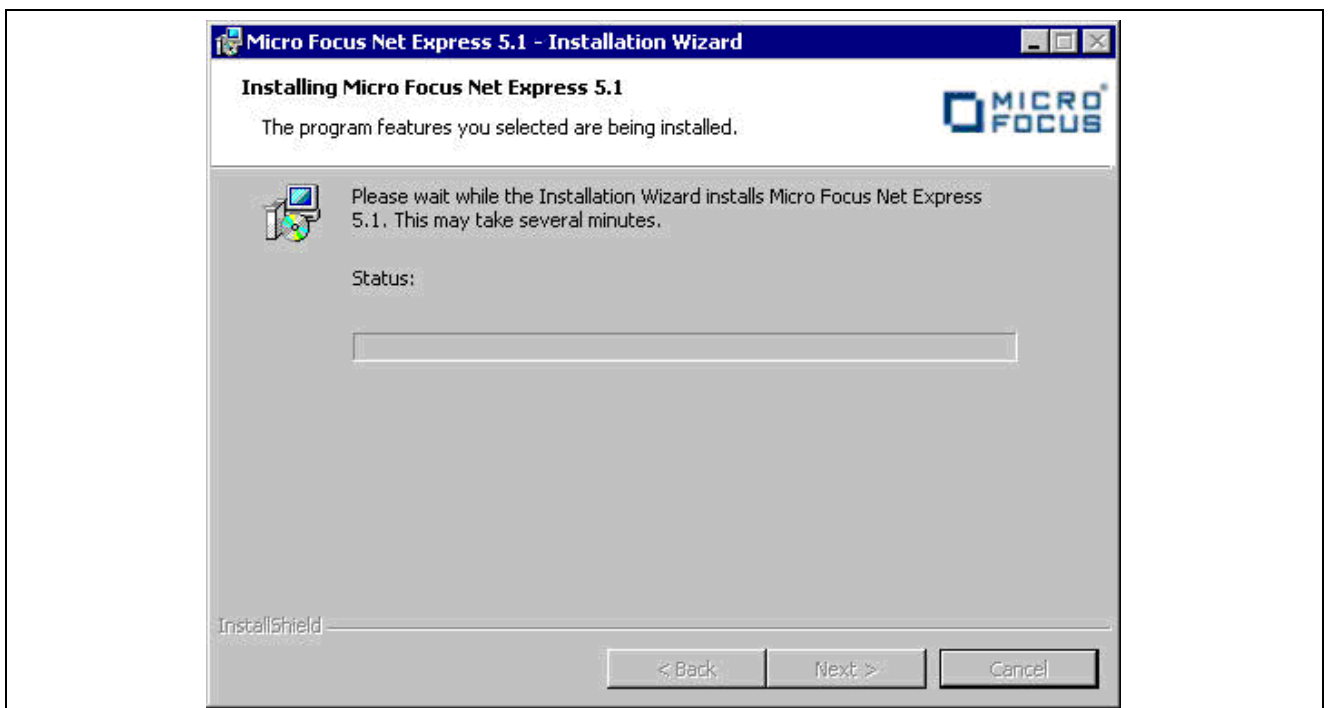 Micro Focus Net Express 5.1 - Installation Wizard
Installing Micro Focus Net Express 5.1
The program features you selected are being installed.
MICRO
FOCUS
Please wait while the Installation Wizard installs Micro Focus Net Express
5.1. This may take several minutes.
Status:
InstallShield
< Back
Next >
Cancel